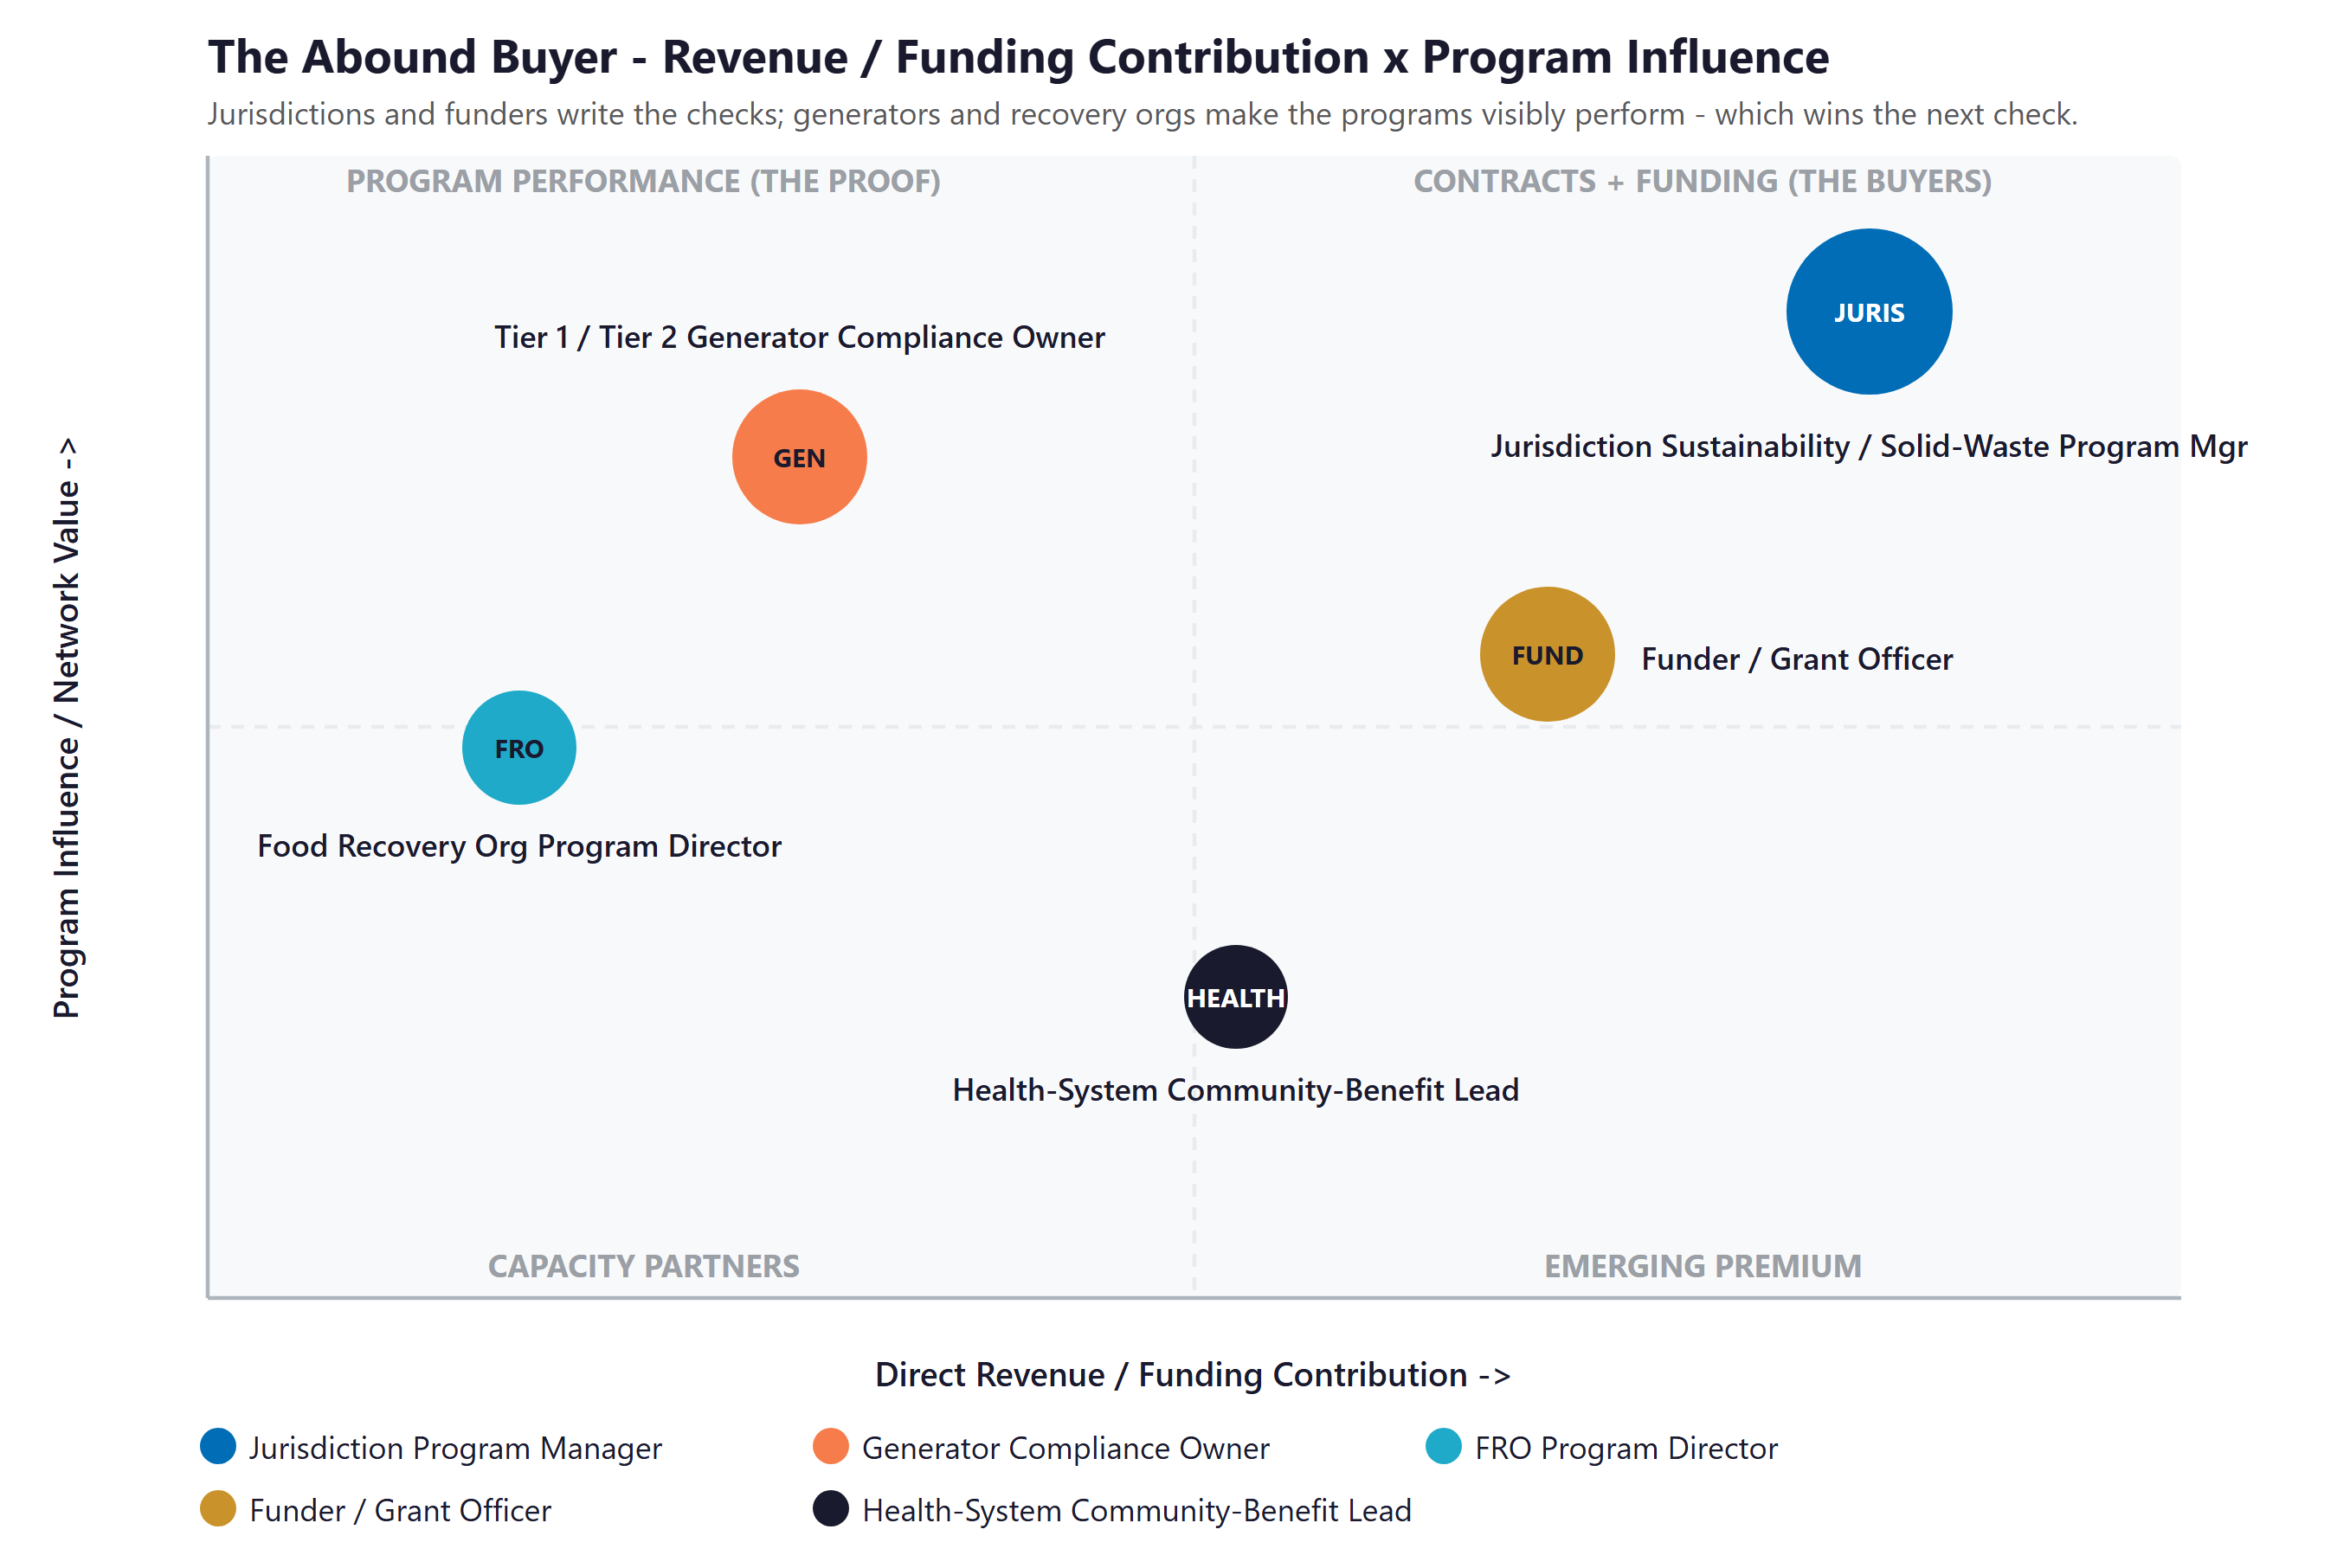 The Abound Buyer - Revenue / Funding Contribution x Program Influence
Jurisdictions and funders write the checks; generators and recovery orgs make the programs visibly perform - which wins the next check.
PROGRAM PERFORMANCE (THE PROOF)
CONTRACTS + FUNDING (THE BUYERS)
JURIS
Tier 1 / Tier 2 Generator Compliance Owner
Jurisdiction Sustainability / Solid-Waste Program Mgr
GEN
FUND
Funder / Grant Officer
FRO
Food Recovery Org Program Director
HEALTH
Health-System Community-Benefit Lead
CAPACITY PARTNERS
EMERGING PREMIUM
Program Influence / Network Value ->
Direct Revenue / Funding Contribution ->
Jurisdiction Program Manager
Generator Compliance Owner
FRO Program Director
Funder / Grant Officer
Health-System Community-Benefit Lead